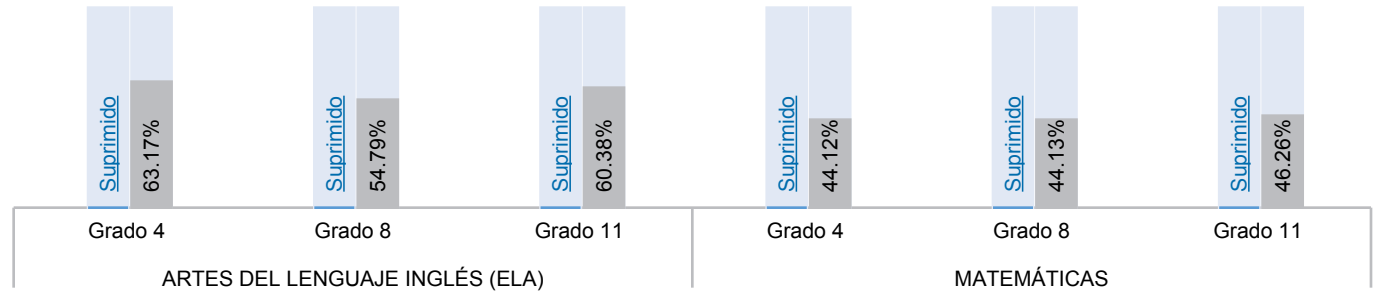 Suprimido
63.17%
Suprimido
54.79%
Suprimido
60.38%
Suprimido
44.12%
Suprimido
44.13%
Suprimido
46.26%
Grado 4
Grado 8
Grado 11
Grado 4
Grado 8
Grado 11
ARTES DEL LENGUAJE INGLÉS (ELA)
MATEMÁTICAS